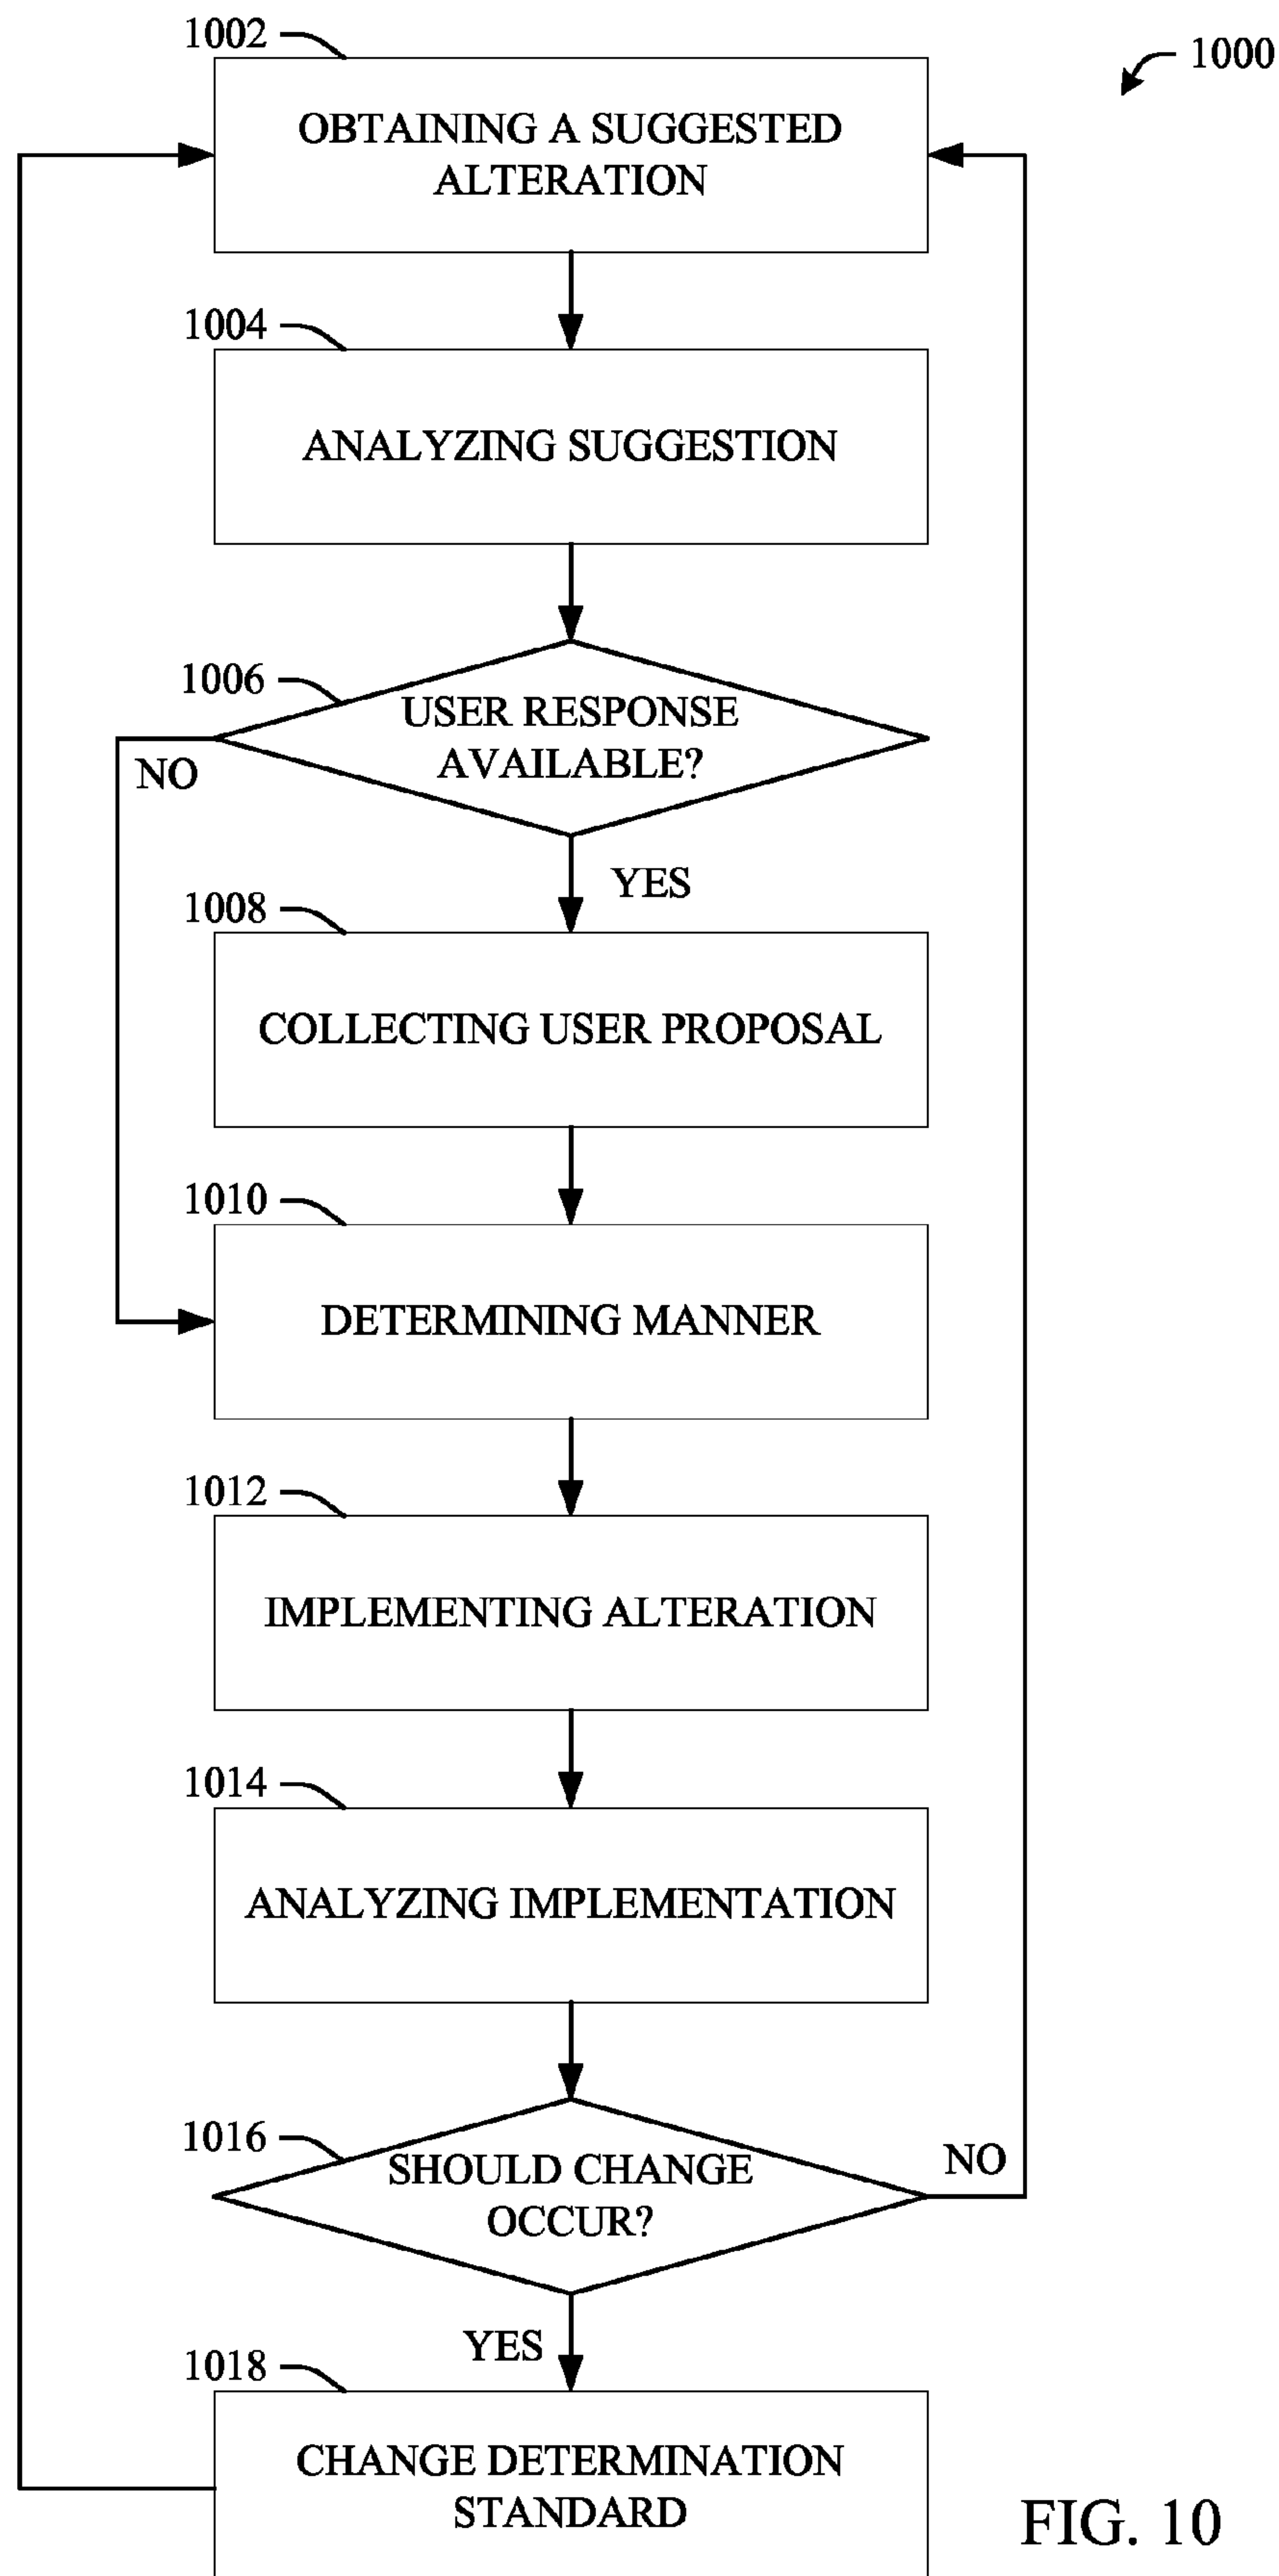 1002
1000
OBTAINING A SUGGESTED
ALTERATION
1004
ANALYZING SUGGESTION
1006
USER RESPONSE
AVAILABLE?
NO
YES
1008
COLLECTING USER PROPOSAL
1010
DETERMINING MANNER
1012
IMPLEMENTING ALTERATION
1014
ANALYZING IMPLEMENTATION
1016
SHOULD CHANGE
OCCUR?
NO
YES
1018
CHANGE DETERMINATION
STANDARD
FIG. 10